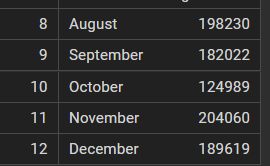 8 August 198230
9 September 182022
10 October 124989
11 November 204060
12 December 189619